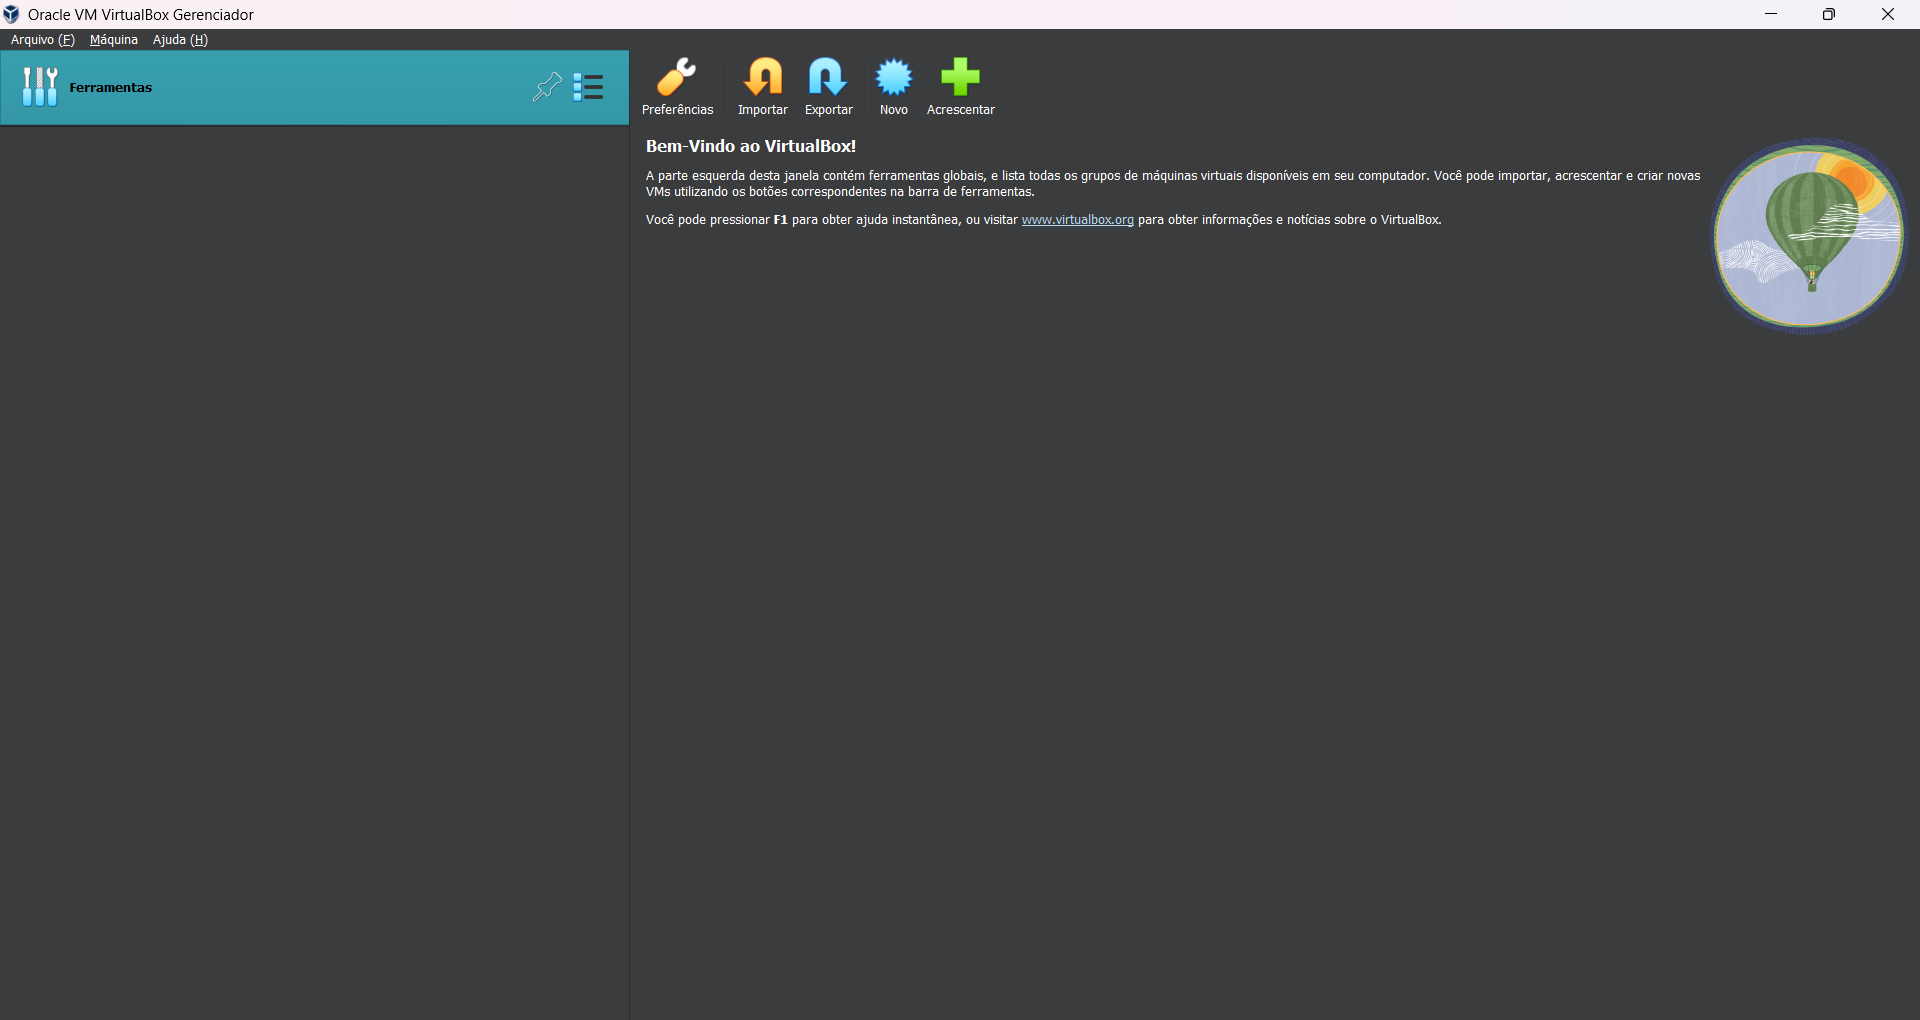 Oracle VM VirtualBox Gerenciador
Arquivo (F) Máquina Ajuda (H)
Ferramentas
Preferências Importar Exportar Novo Acrescentar
Bem-Vindo ao VirtualBox!
A parte esquerda desta janela contém ferramentas globais, e lista todas os grupos de máquinas virtuais disponíveis em seu computador. Você pode importar, acrescentar e criar novas
VMs utilizando os botões correspondentes na barra de ferramentas.
Você pode pressionar F1 para obter ajuda instantânea, ou visitar www.virtualbox.org para obter informações e notícias sobre o VirtualBox.